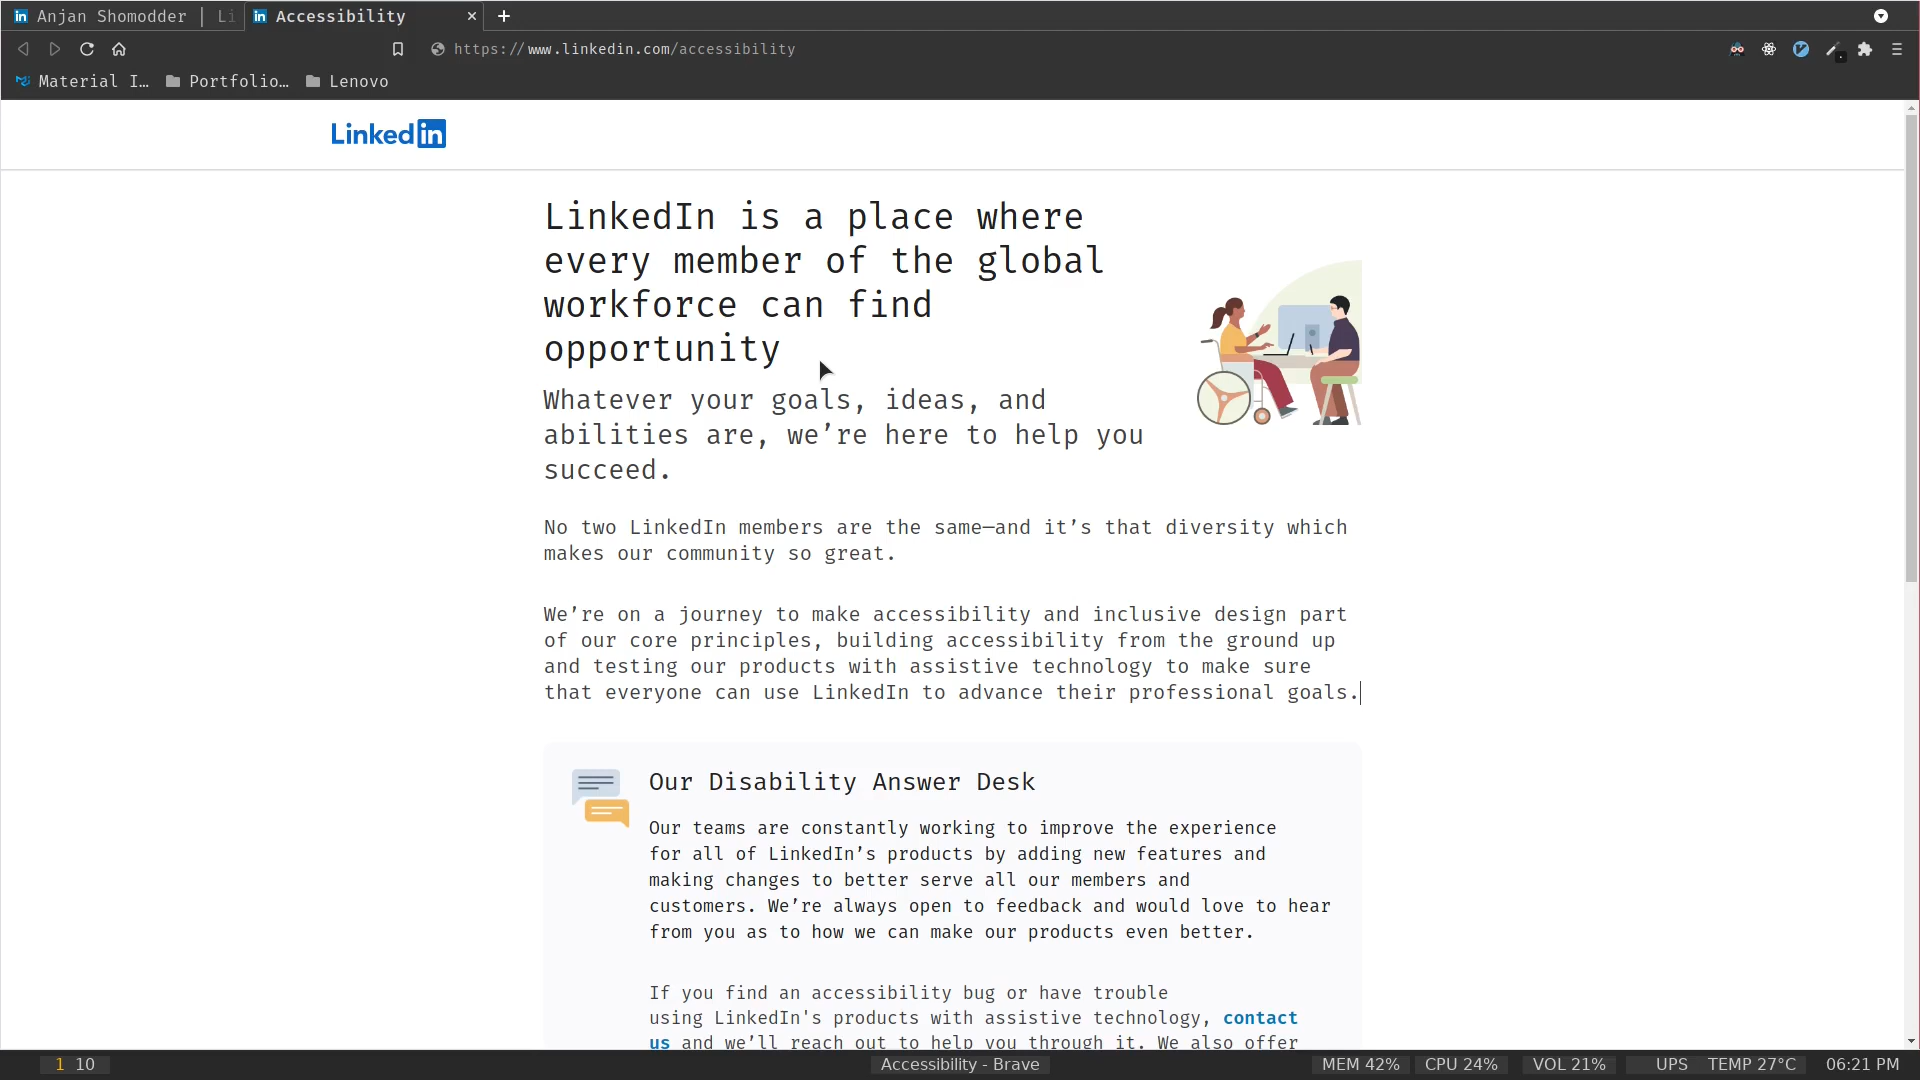 Anjan Shomodder | Li
Accessibility
https://www.linkedin.com/accessibility
Material I…
Portfolio…
Lenovo
Linked in
LinkedIn is a place where
every member of the global
workforce can find
opportunity
Whatever your goals, ideas, and
abilities are, we’re here to help you
succeed.
No two LinkedIn members are the same—and it’s that diversity which
makes our community so great.
We’re on a journey to make accessibility and inclusive design part
of our core principles, building accessibility from the ground up
and testing our products with assistive technology to make sure
that everyone can use LinkedIn to advance their professional goals.
Our Disability Answer Desk
Our teams are constantly working to improve the experience
for all of LinkedIn’s products by adding new features and
making changes to better serve all our members and
customers. We’re always open to feedback and would love to hear
from you as to how we can make our products even better.
If you find an accessibility bug or have trouble
using LinkedIn's products with assistive technology, contact
us and we’ll reach out to help you through it. We also offer
1 10
Accessibility - Brave
MEM 42%
CPU 24%
VOL 21%
UPS
TEMP 27°C
06:21 PM